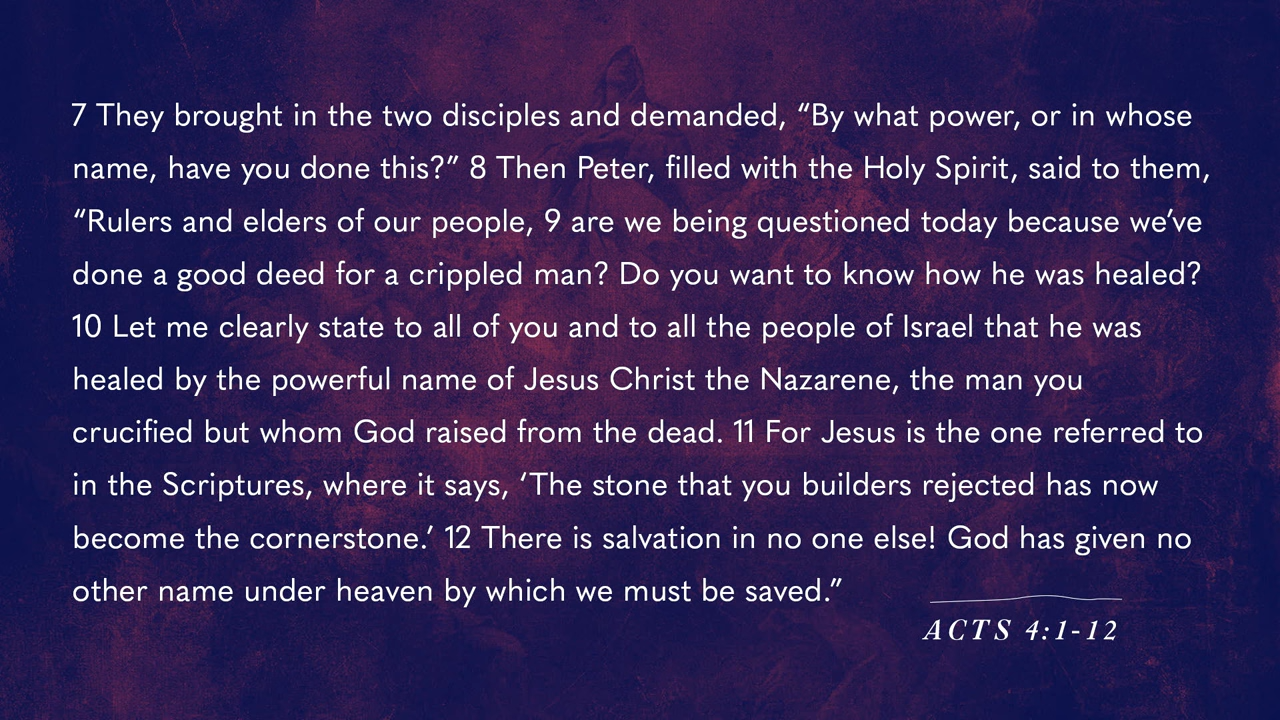 7 They brought in the two disciples and demanded, “By what power, or in whose
name, have you done this?” 8 Then Peter, filled with the Holy Spirit, said to them,
“Rulers and elders of our people, 9 are we being questioned today because we’ve
done a good deed for a crippled man? Do you want to know how he was healed?
10 Let me clearly state to all of you and to all the people of Israel that he was
healed by the powerful name of Jesus Christ the Nazarene, the man you
crucified but whom God raised from the dead. 11 For Jesus is the one referred to
in the Scriptures, where it says, ‘The stone that you builders rejected has now
become the cornerstone.’ 12 There is salvation in no one else! God has given no
other name under heaven by which we must be saved.”
ACTS 4:1-12